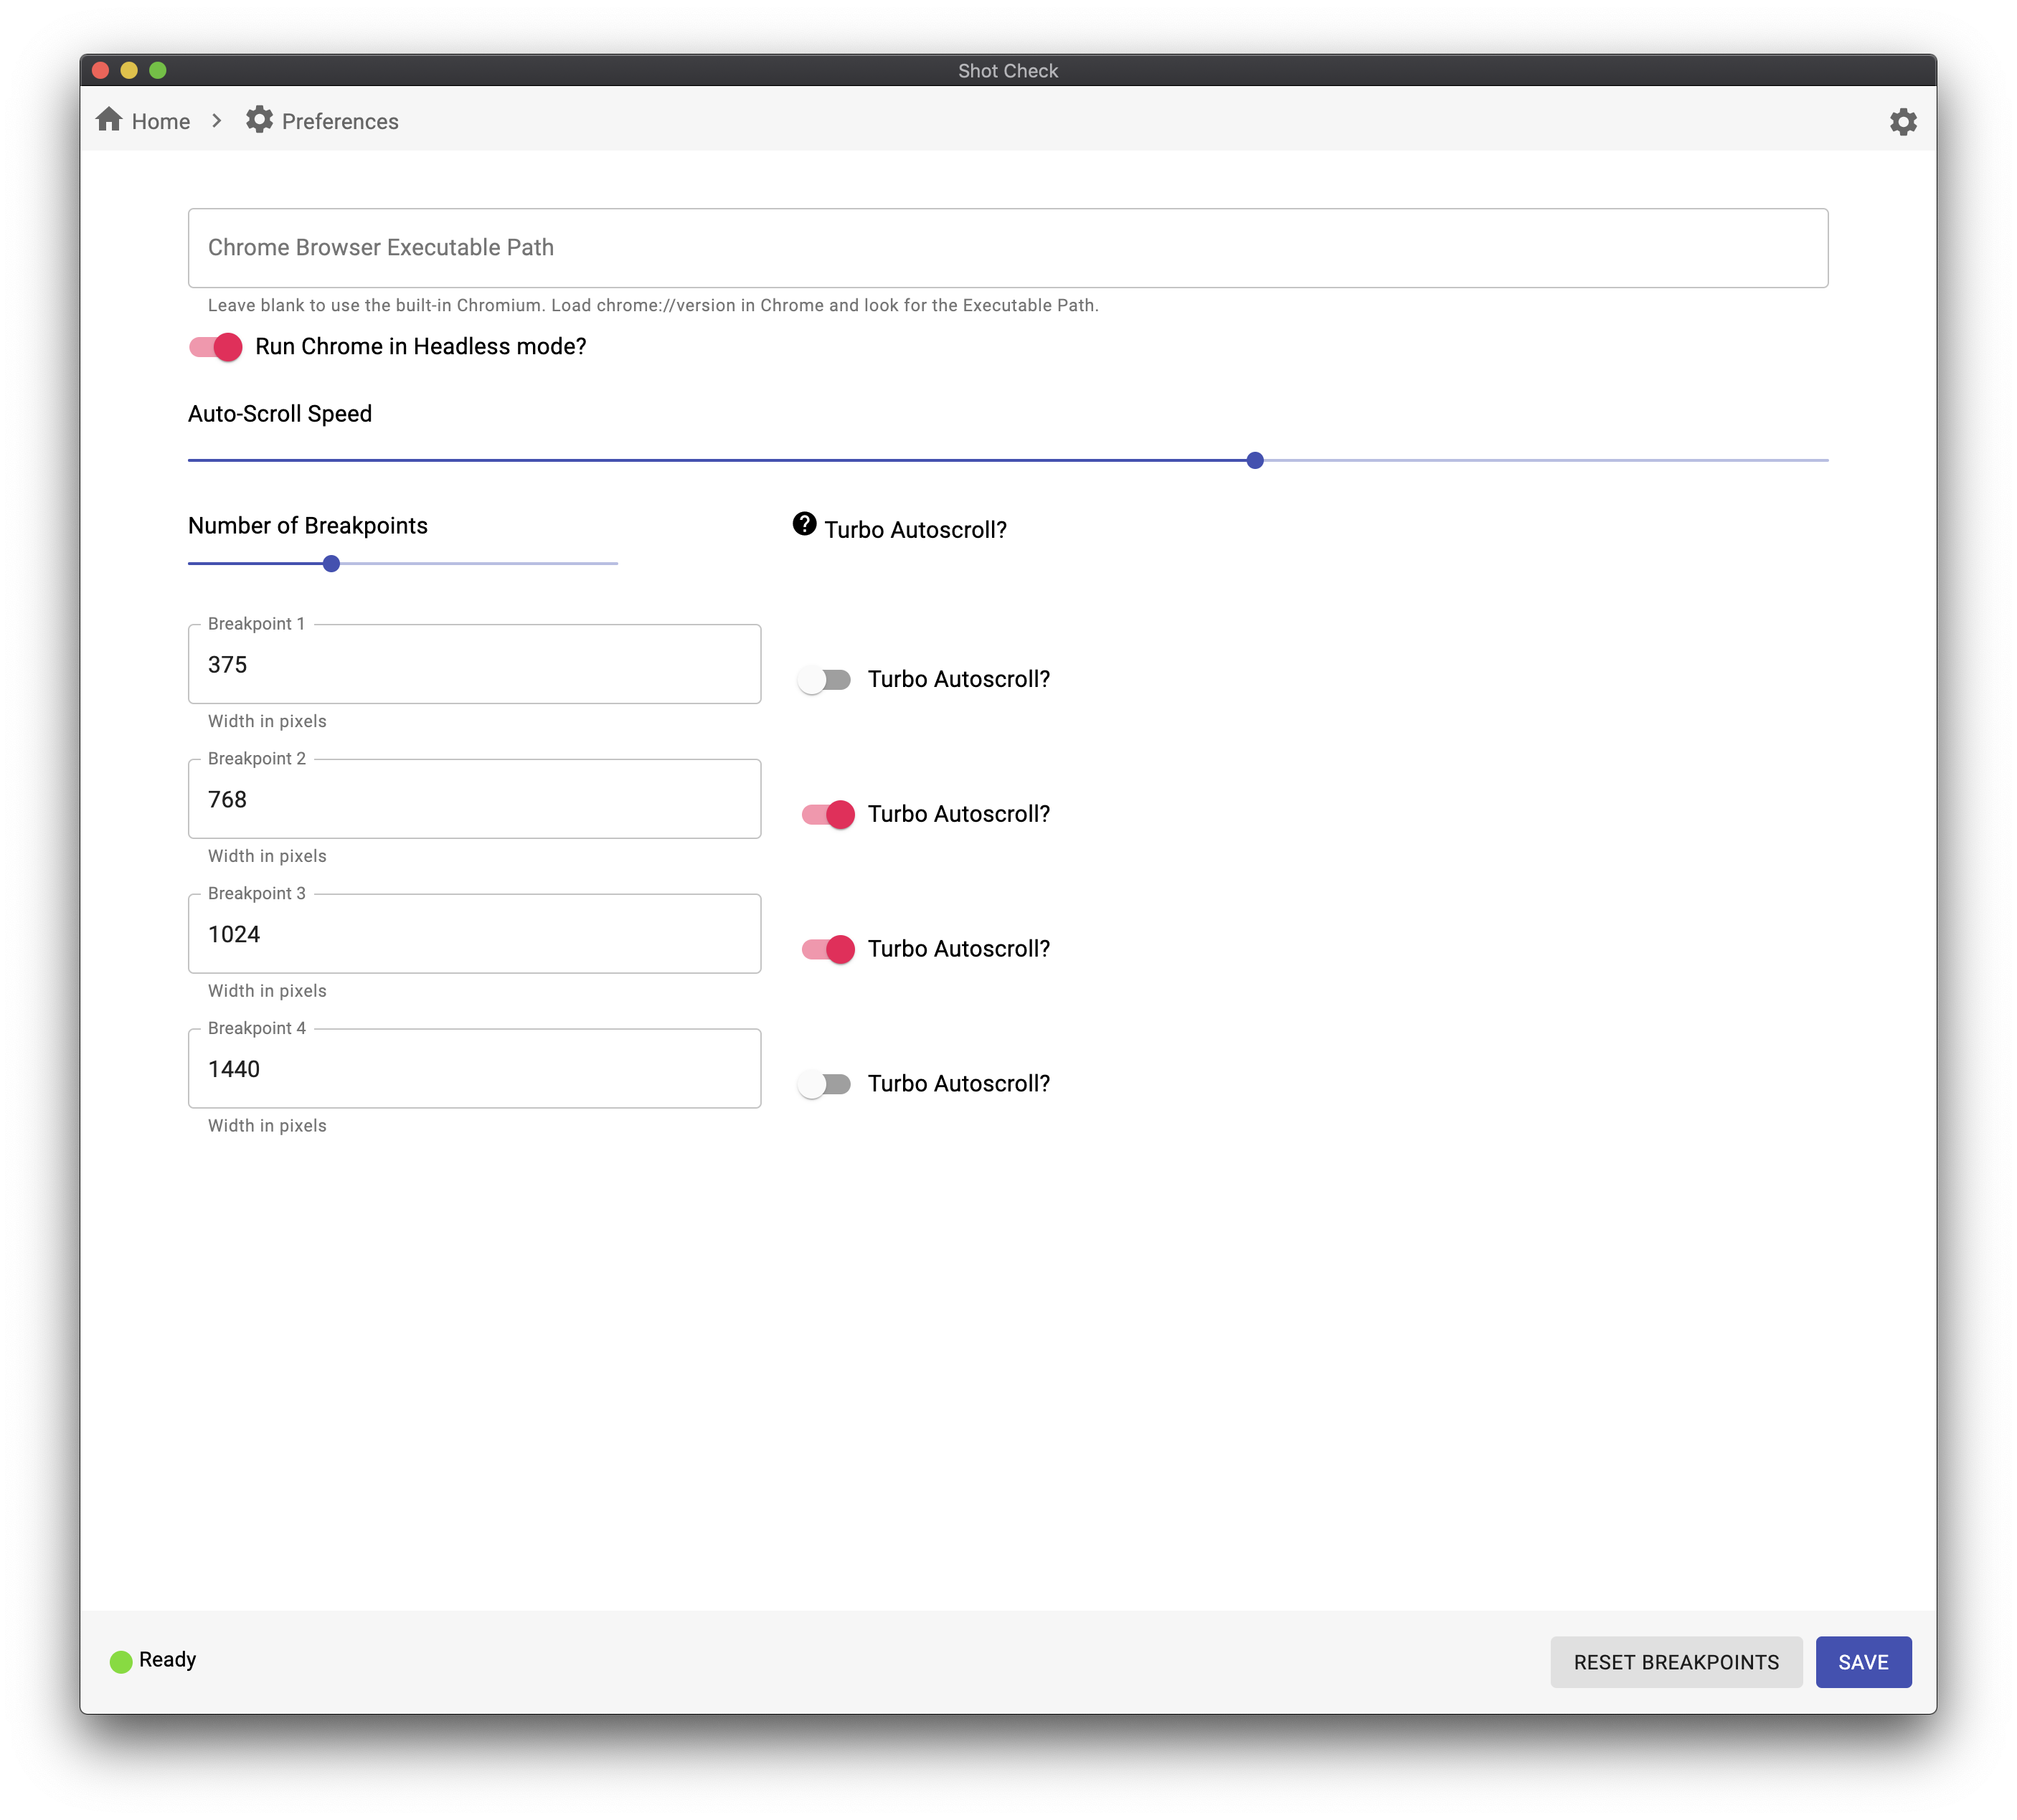 Shot Check
Home > Preferences
Chrome Browser Executable Path
Leave blank to use the built-in Chromium. Load chrome://version in Chrome and look for the Executable Path.
Run Chrome in Headless mode?
Auto-Scroll Speed
Number of Breakpoints
? Turbo Autoscroll?
Breakpoint 1
375
Turbo Autoscroll?
Width in pixels
Breakpoint 2
768
Turbo Autoscroll?
Width in pixels
Breakpoint 3
1024
Turbo Autoscroll?
Width in pixels
Breakpoint 4
1440
Turbo Autoscroll?
Width in pixels
Ready
RESET BREAKPOINTS
SAVE